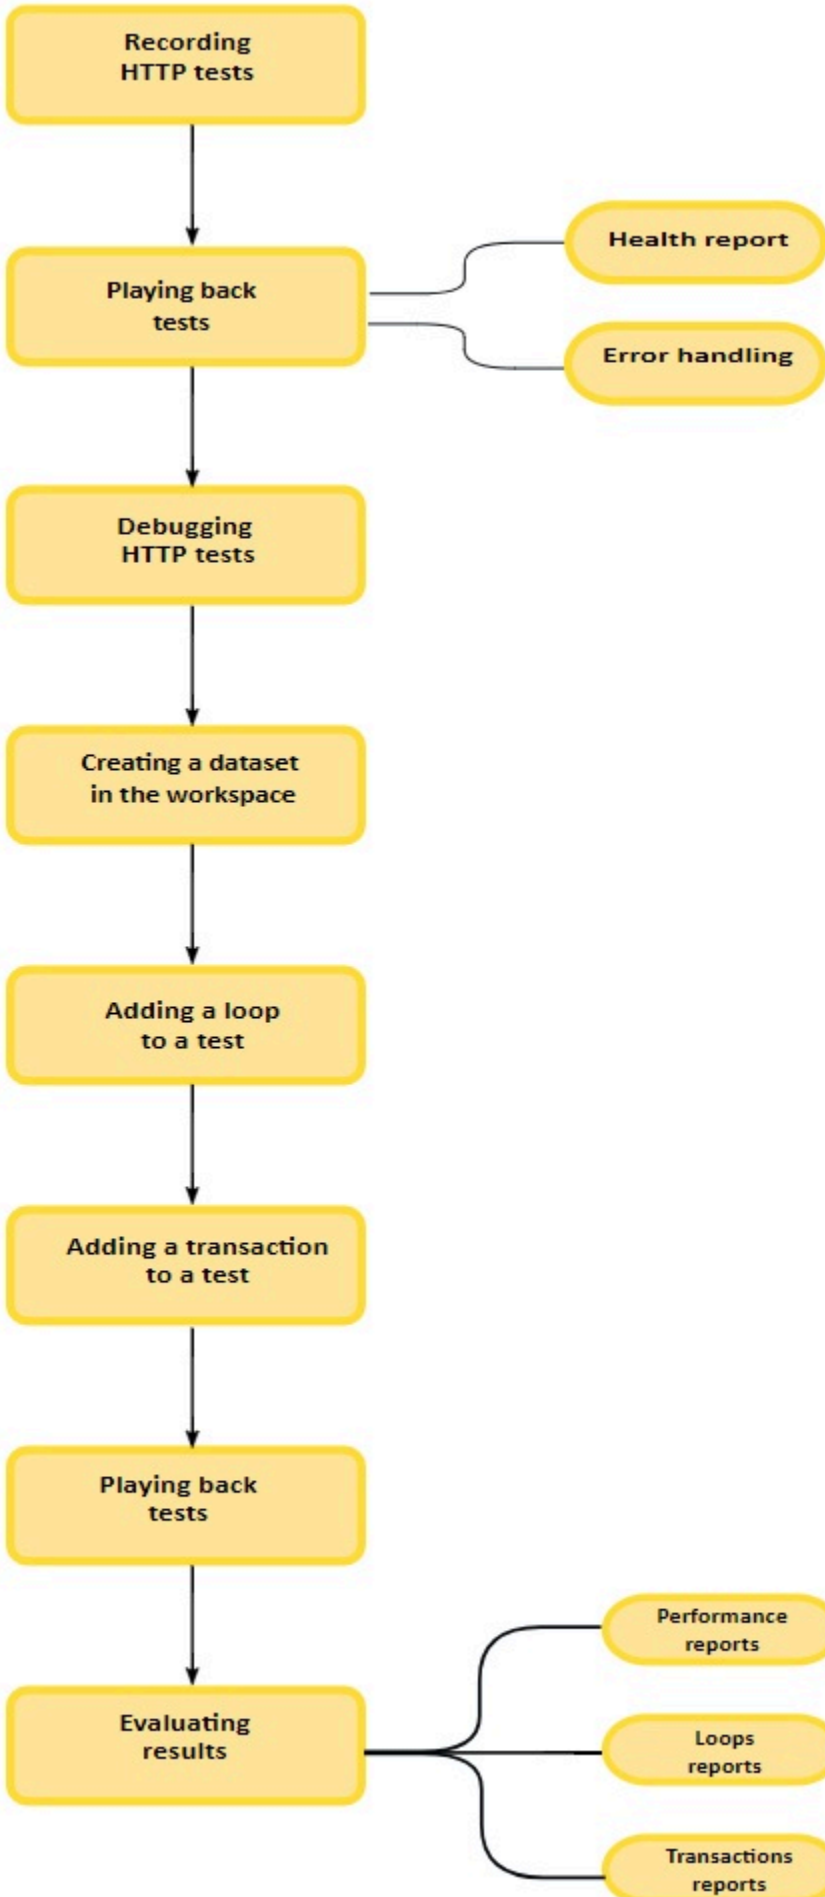 Recording
HTTP tests
Playing back
tests
Health report
Error handling
Debugging
HTTP tests
Creating a dataset
in the workspace
Adding a loop
to a test
Adding a transaction
to a test
Playing back
tests
Evaluating
results
Performance
reports
Loops
reports
Transactions
reports